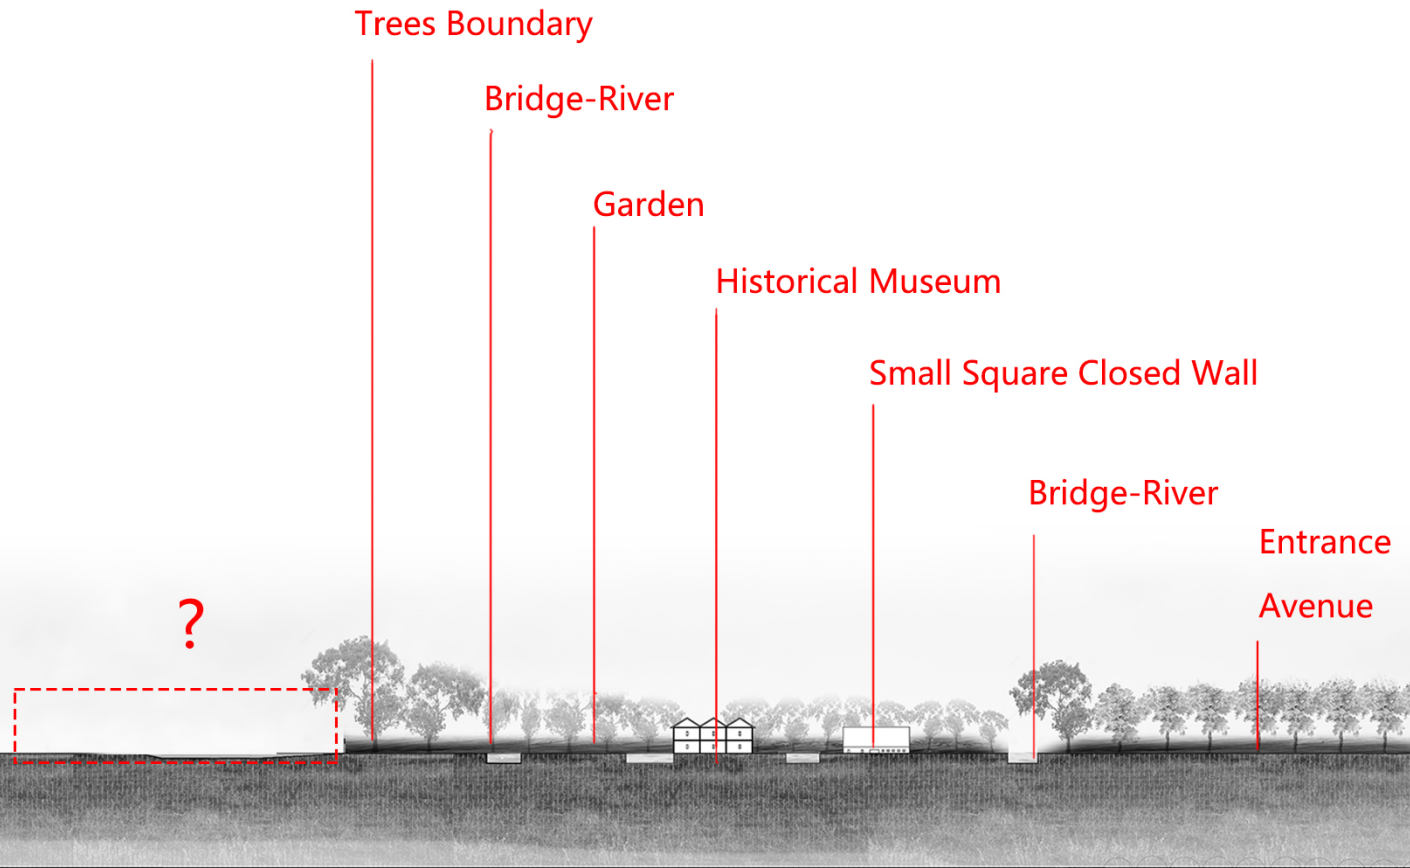 Trees Boundary
Bridge-River
Garden
Historical Museum
Small Square Closed Wall
Bridge-River
Entrance
Avenue
?